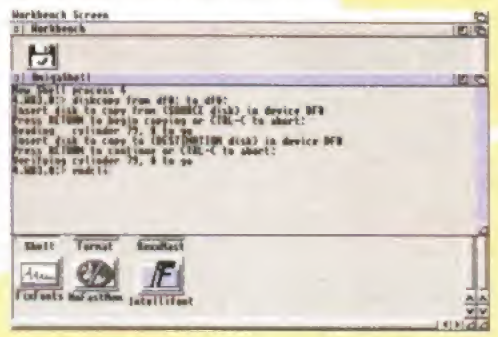 Workbench Screen
Workbench
AmigaShell
New Shell process 4
4.WB3.0:> diskcopy from df0: to df0:
Insert disk to copy from (SOURCE disk) in device DF0
Press RETURN to begin copying or CTRL-C to abort:
Reading cylinder 79, 0 to go
Insert disk to copy to (DESTINATION disk) in device DF0
Press RETURN to continue or CTRL-C to abort:
Verifying cylinder 79, 0 to go
4.WB3.0:> endcli
Shell Format
FixFonts NoFastMem Intellifont